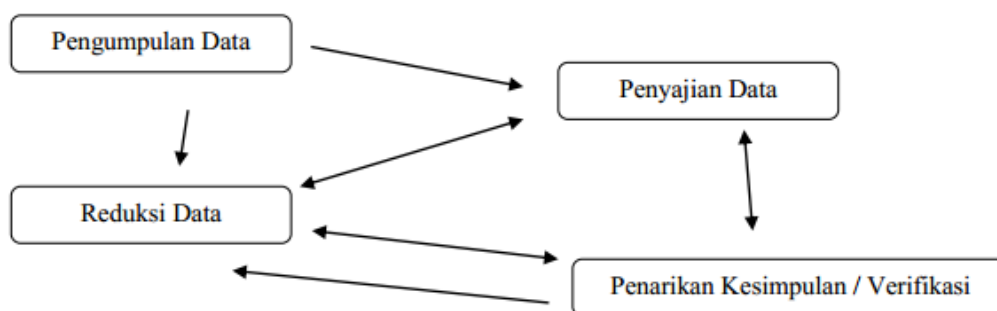 Pengumpulan Data
Penyajian Data
Reduksi Data
Penarikan Kesimpulan / Verifikasi